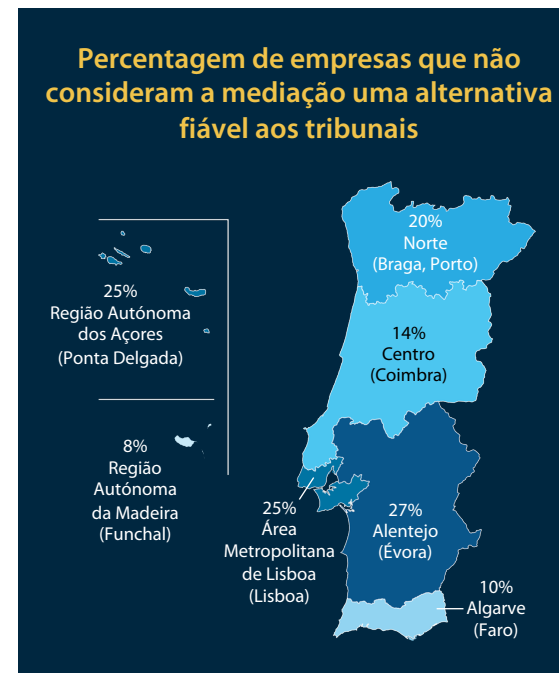 Percentagem de empresas que não
consideram a mediação uma alternativa
fiável aos tribunais
20%
Norte
(Braga, Porto)
25%
Região Autónoma
dos Açores
(Ponta Delgada)
14%
Centro
(Coimbra)
8%
Região
Autónoma
da Madeira
(Funchal)
25%
Área
Metropolitana
de Lisboa
(Lisboa)
27%
Alentejo
(Évora)
10%
Algarve
(Faro)